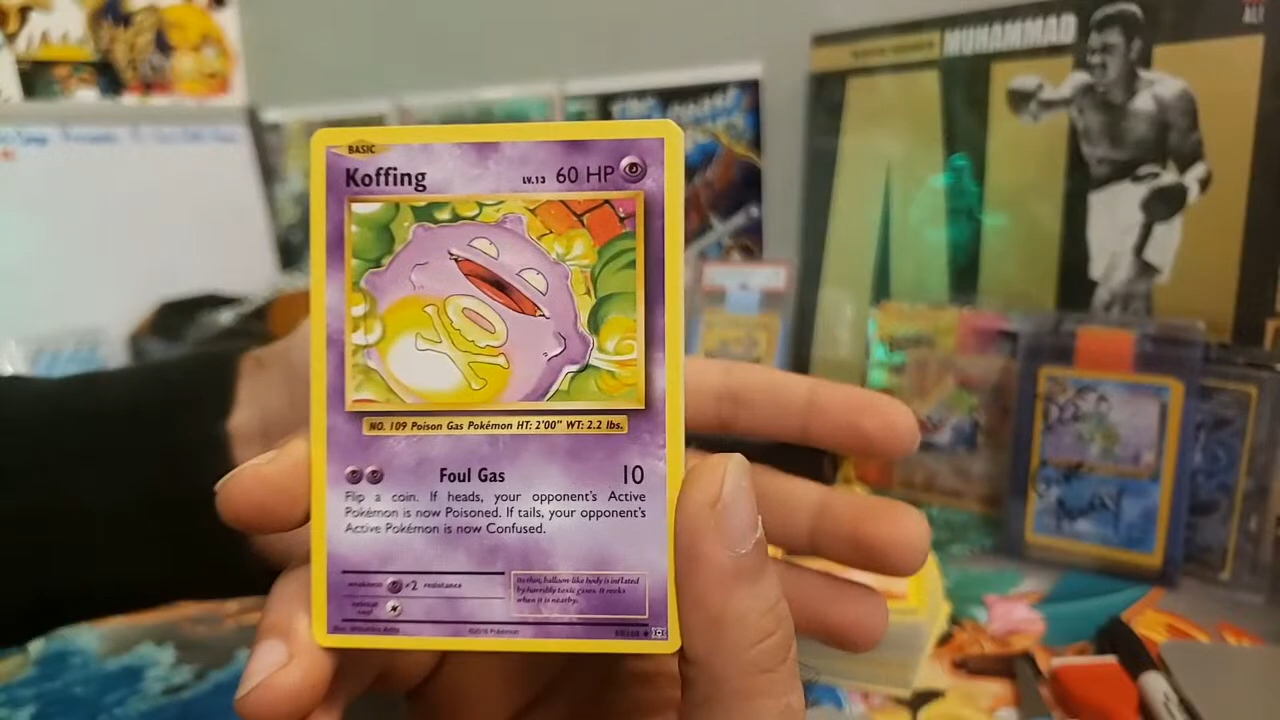 MUHAMMAD
ALI
BASIC
Koffing
LV.13 60 HP
NO. 109 Poison Gas Pokémon HT: 2'00" WT: 2.2 lbs.
Foul Gas 10
Flip a coin. If heads, your opponent's Active
Pokémon is now Poisoned. If tails, your opponent's
Active Pokémon is now Confused.
weakness ×2 resistance
retreat cost
Its thin, balloon-like body is inflated
by horribly toxic gases. It reeks
when it is nearby.
©2016 Pokémon